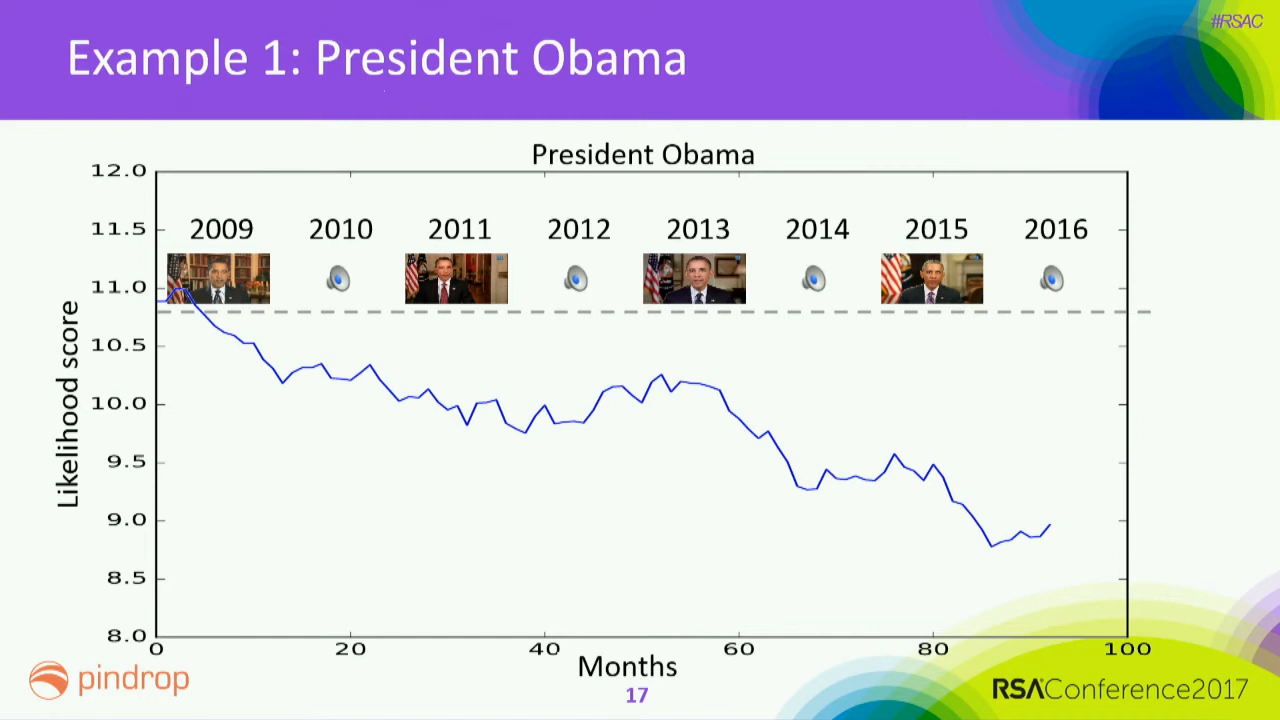 #RSAC
Example 1: President Obama
President Obama
12.0
11.5
11.0
10.5
10.0
9.5
9.0
8.5
8.0
Likelihood score
2009 2010 2011 2012 2013 2014 2015 2016
0 20 40 60 80 100
Months
pindrop
17
RSAConference2017